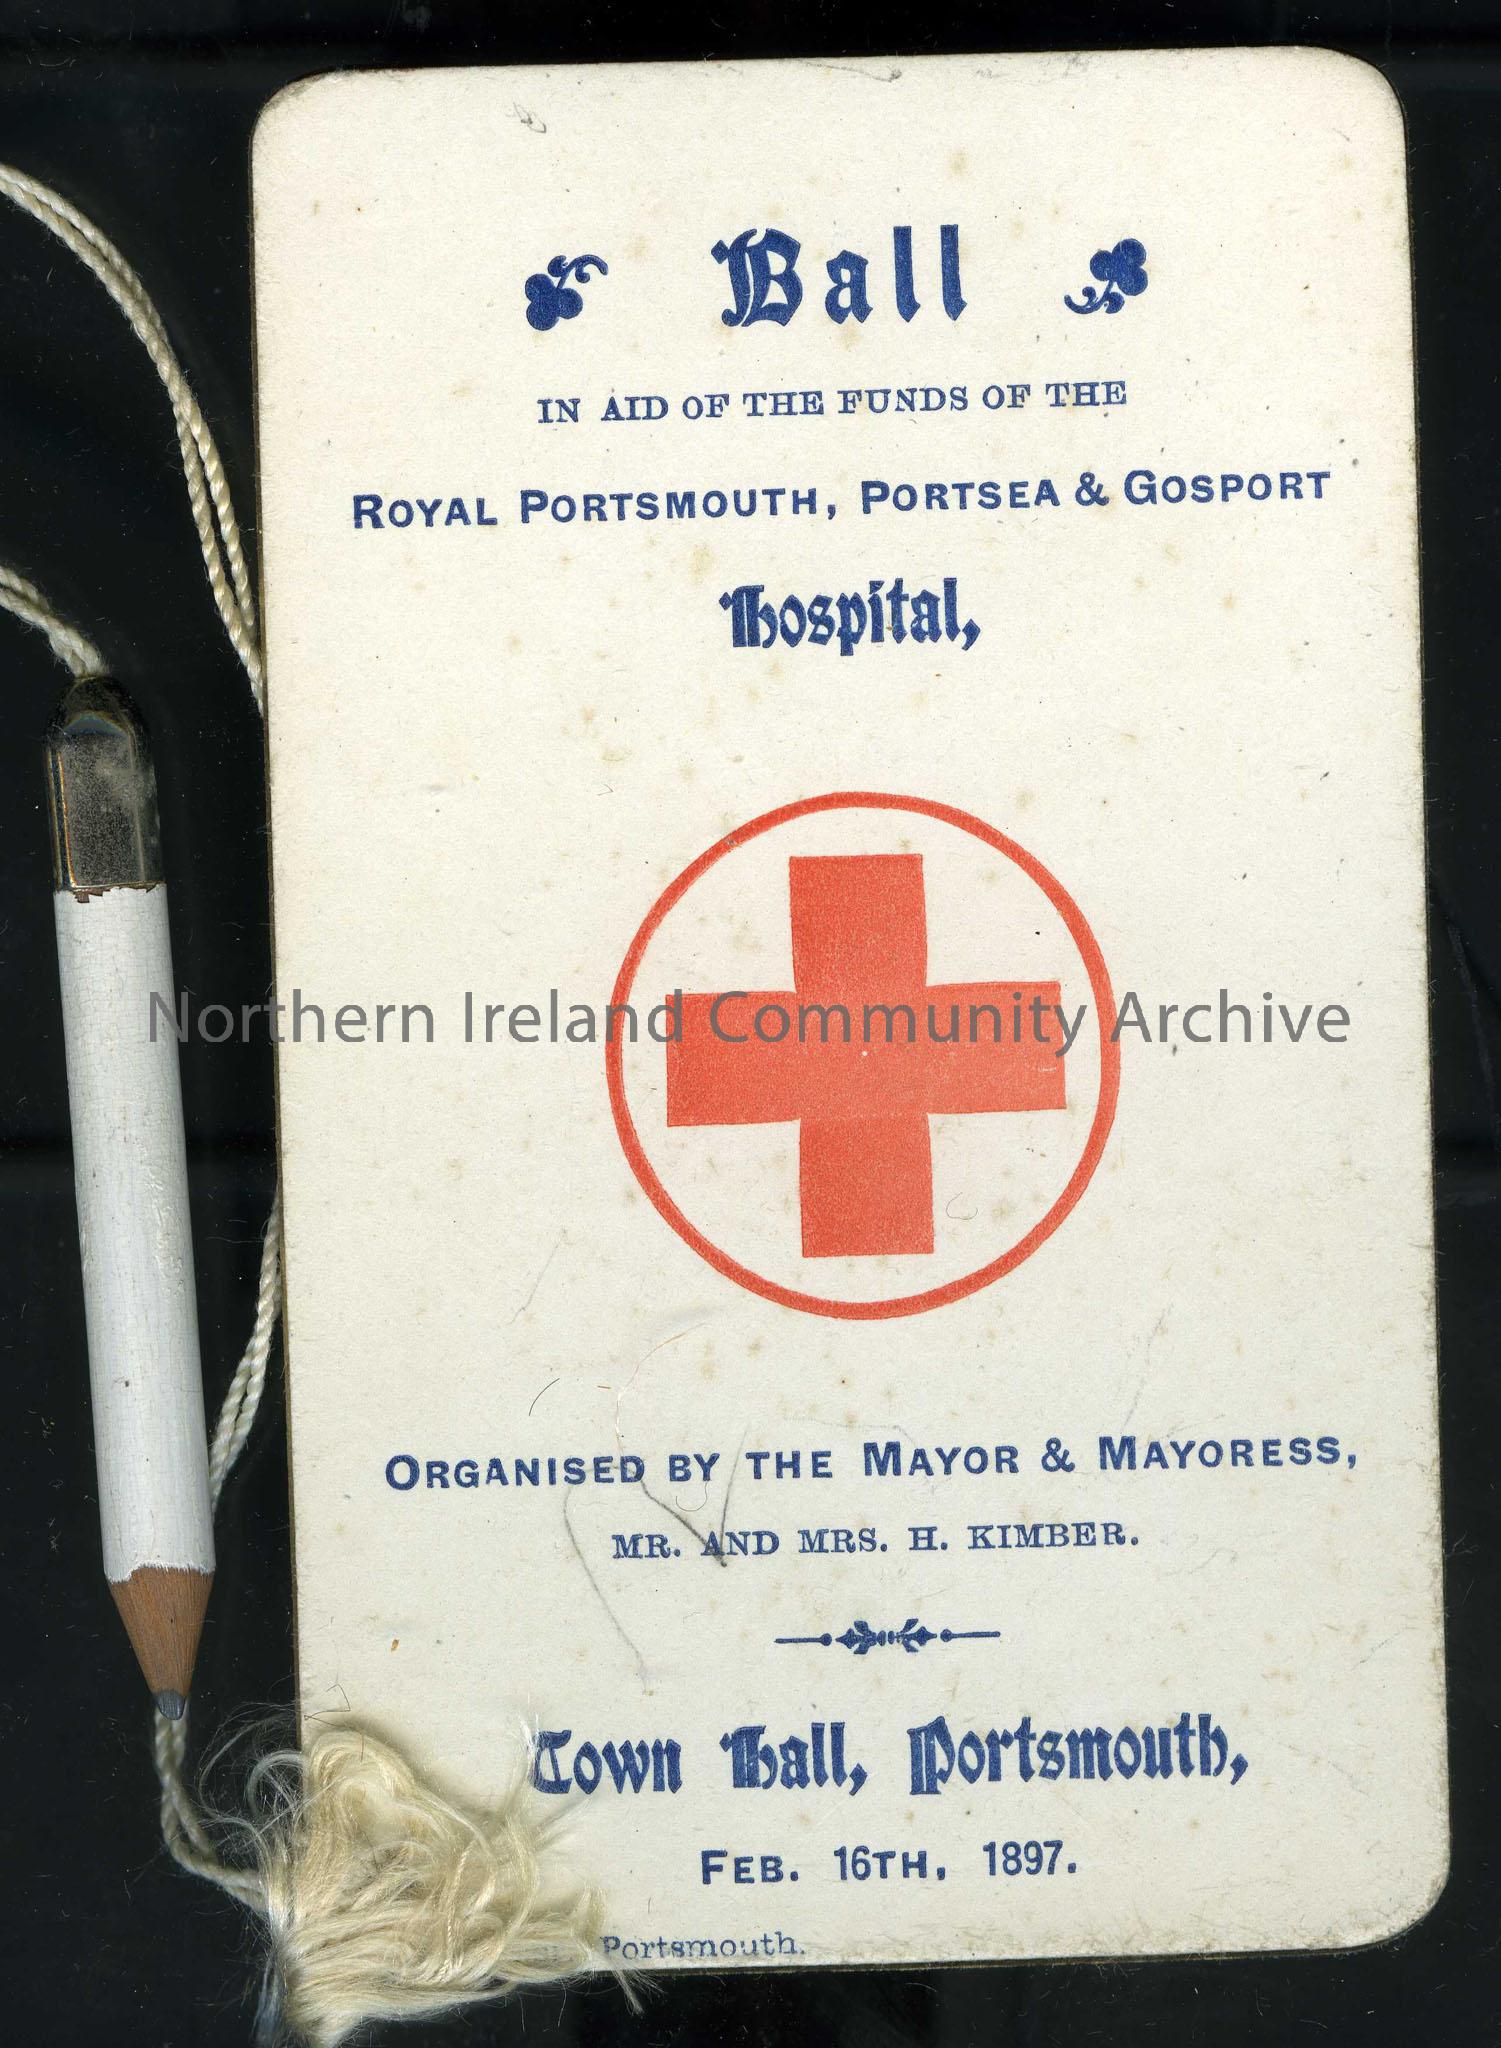 Ball
IN AID OF THE FUNDS OF THE
ROYAL PORTSMOUTH, PORTSEA & GOSPORT
Hospital,
Northern Ireland Community Archive
ORGANISED BY THE MAYOR & MAYORESS,
MR. AND MRS. H. KIMBER.
Town Hall, Portsmouth,
FEB. 16TH, 1897.
Portsmouth.